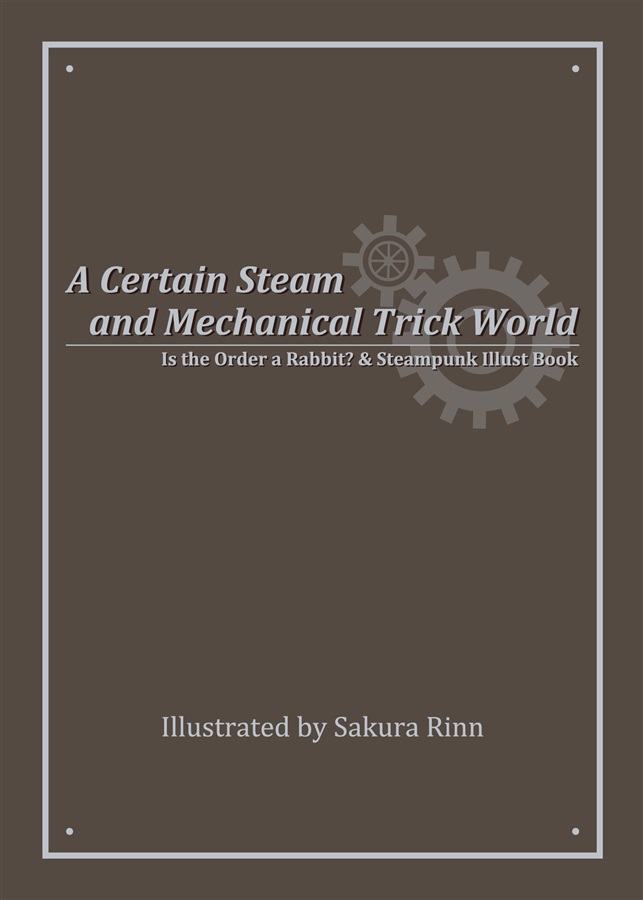 A Certain Steam
and Mechanical Trick World
Is the Order a Rabbit? & Steampunk Illust Book
Illustrated by Sakura Rinn